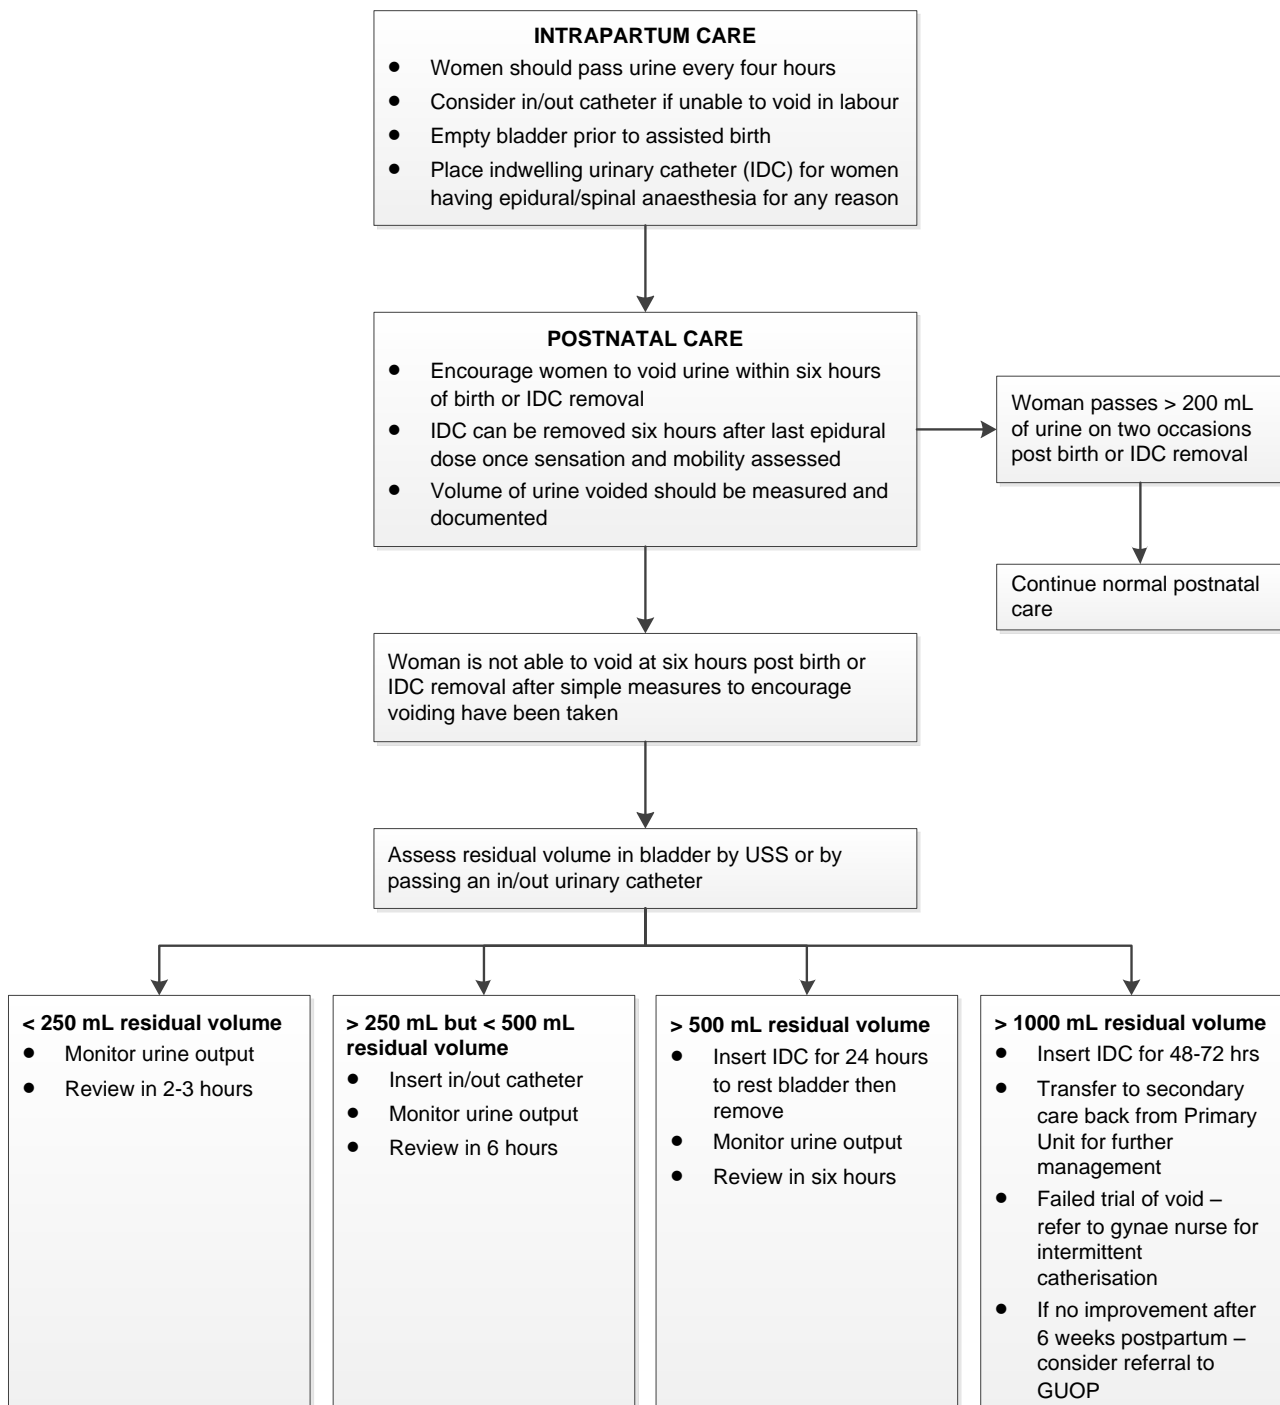 INTRAPARTUM CARE
● Women should pass urine every four hours
● Consider in/out catheter if unable to void in labour
● Empty bladder prior to assisted birth
● Place indwelling urinary catheter (IDC) for women
having epidural/spinal anaesthesia for any reason
POSTNATAL CARE
● Encourage women to void urine within six hours
of birth or IDC removal
● IDC can be removed six hours after last epidural
dose once sensation and mobility assessed
● Volume of urine voided should be measured and
documented
Woman passes > 200 mL
of urine on two occasions
post birth or IDC removal
Continue normal postnatal
care
Woman is not able to void at six hours post birth or
IDC removal after simple measures to encourage
voiding have been taken
Assess residual volume in bladder by USS or by
passing an in/out urinary catheter
< 250 mL residual volume
● Monitor urine output
● Review in 2-3 hours
> 250 mL but < 500 mL
residual volume
● Insert in/out catheter
● Monitor urine output
● Review in 6 hours
> 500 mL residual volume
● Insert IDC for 24 hours
to rest bladder then
remove
● Monitor urine output
● Review in six hours
> 1000 mL residual volume
● Insert IDC for 48-72 hrs
● Transfer to secondary
care back from Primary
Unit for further
management
● Failed trial of void –
refer to gynae nurse for
intermittent
catherisation
● If no improvement after
6 weeks postpartum –
consider referral to
GUOP